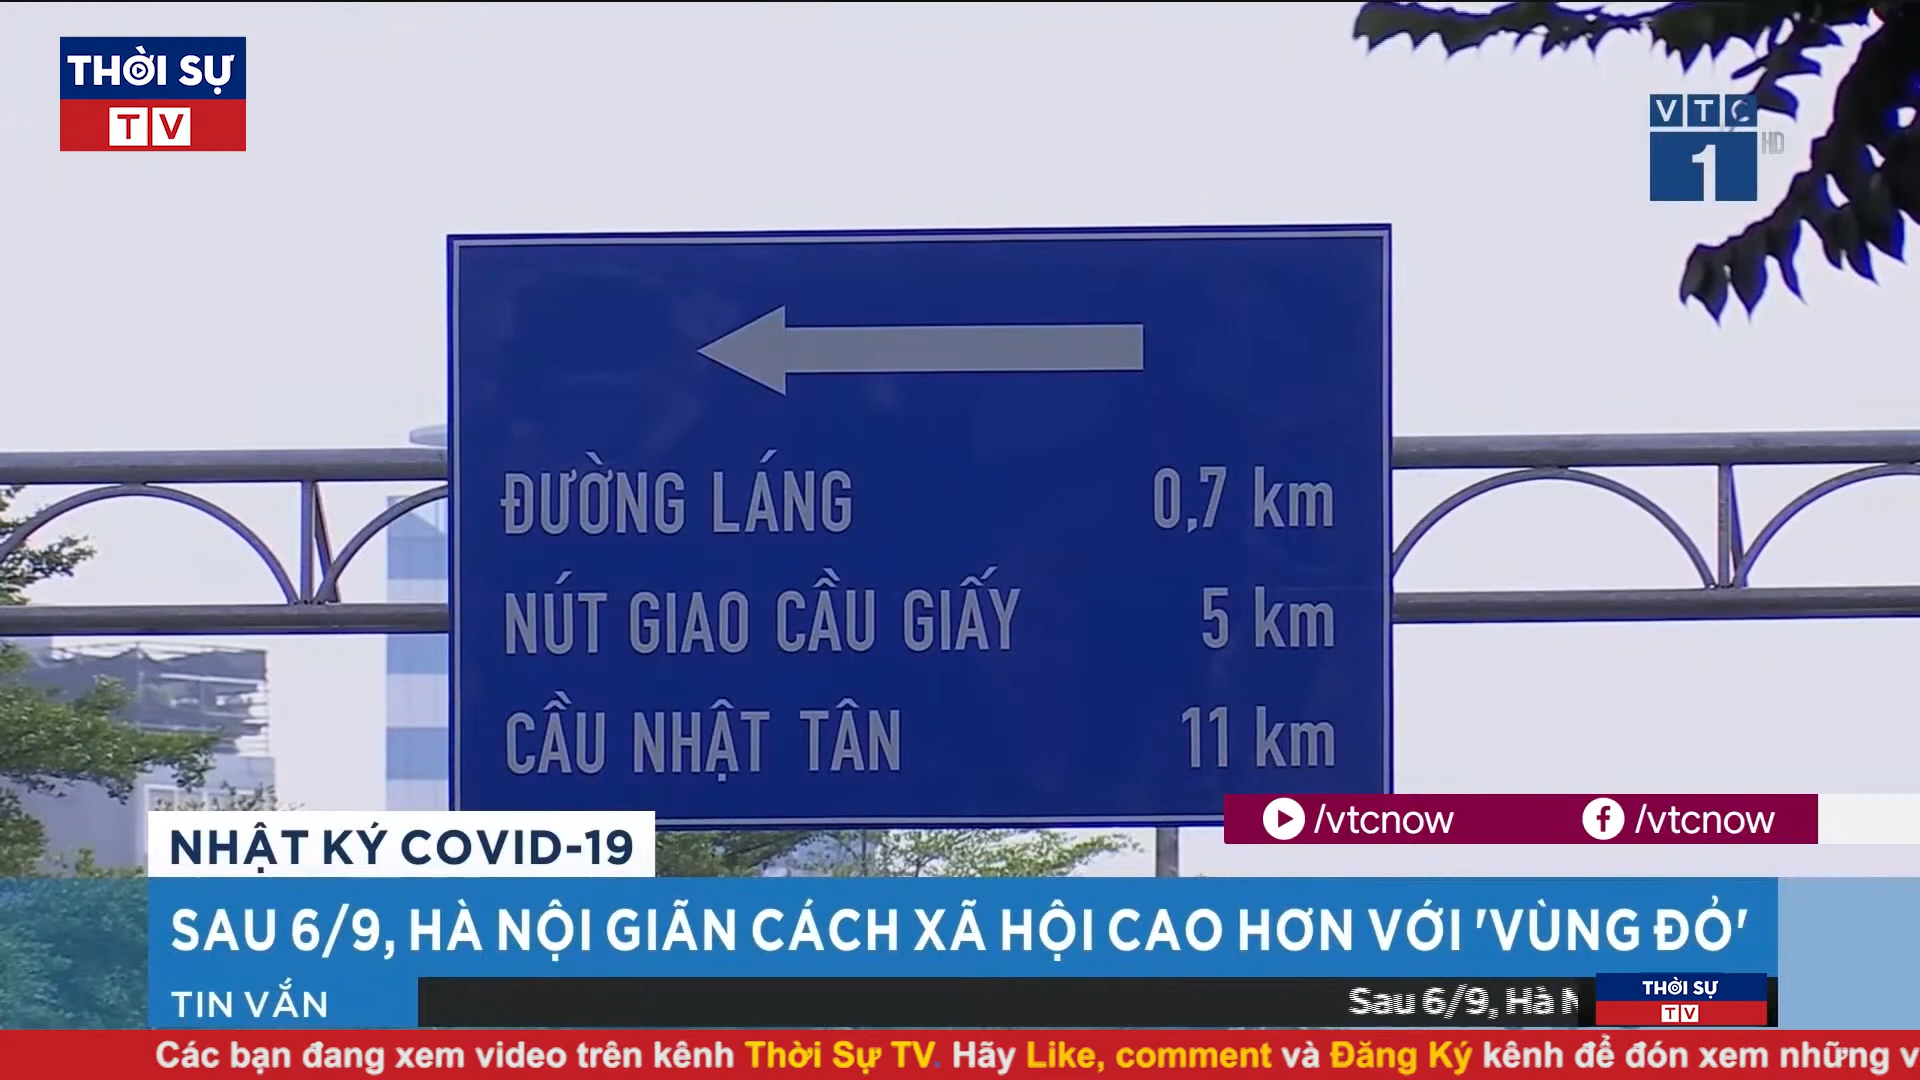 THỜI SỰ
TV
VTC
1
HD
ĐƯỜNG LÁNG 0,7 km
NÚT GIAO CẦU GIẤY 5 km
CẦU NHẬT TÂN 11 km
/vtcnow /vtcnow
NHẬT KÝ COVID-19
SAU 6/9, HÀ NỘI GIÃN CÁCH XÃ HỘI CAO HƠN VỚI 'VÙNG ĐỎ'
TIN VẮN Sau 6/9, Hà
THỜI SỰ
TV
Các bạn đang xem video trên kênh Thời Sự TV. Hãy Like, comment và Đăng Ký kênh để đón xem những v